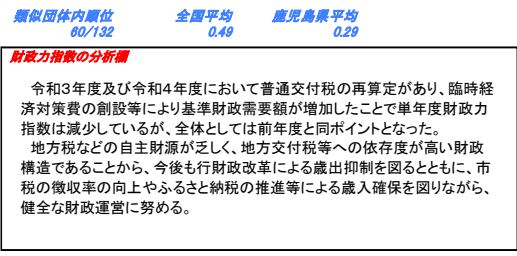 類似団体内順位 全国平均 鹿児島県平均
60/132 0.49 0.29
財政力指数の分析欄
令和３年度及び令和４年度において普通交付税の再算定があり、臨時経
済対策費の創設等により基準財政需要額が増加したことで単年度財政力
指数は減少しているが、全体としては前年度と同ポイントとなった。
地方税などの自主財源が乏しく、地方交付税等への依存度が高い財政
構造であることから、今後も行財政改革による歳出抑制を図るとともに、市
税の徴収率の向上やふるさと納税の推進等による歳入確保を図りながら、
健全な財政運営に努める。